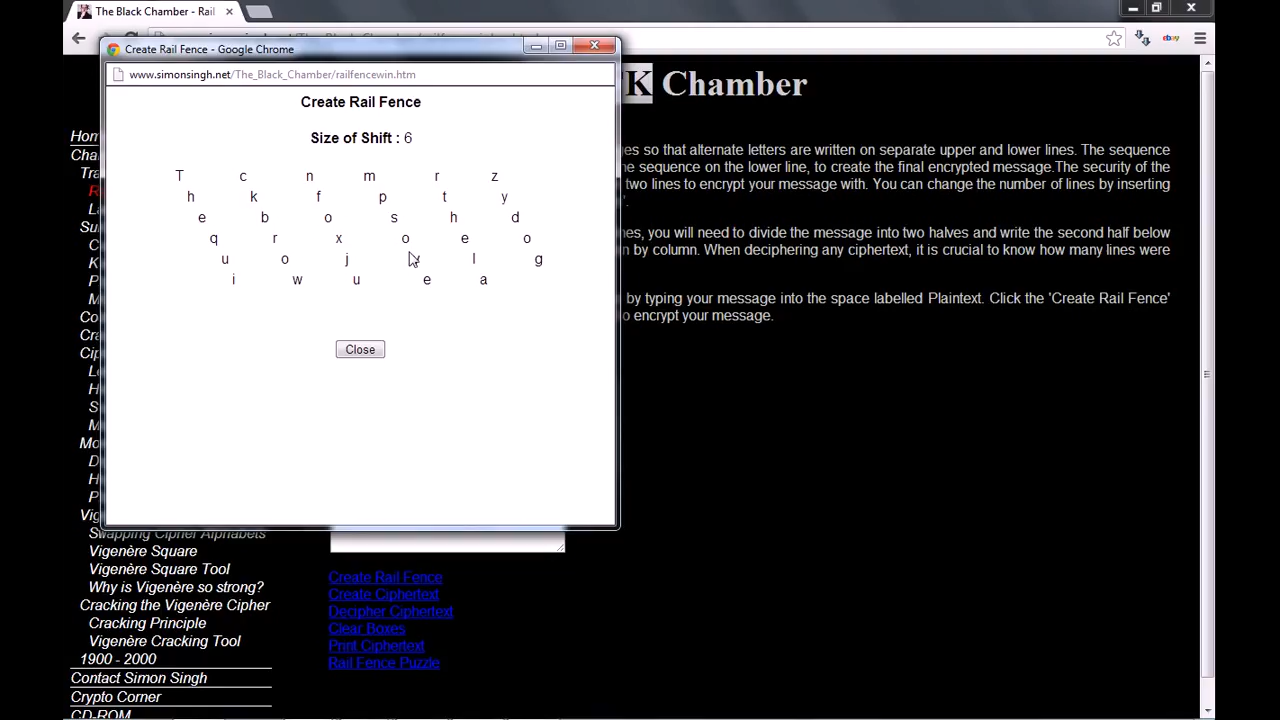 The Black Chamber - Rail
Create Rail Fence - Google Chrome
www.simonsingh.net/The_Black_Chamber/railfencewin.htm
K Chamber
Create Rail Fence
Size of Shift : 6
T c n m r z
h k f p t y
e b o s h d
q r x o e o
u o j l g
i w u e a
Close
es so that alternate letters are written on separate upper and lower lines. The sequence
he sequence on the lower line, to create the final encrypted message.The security of the
two lines to encrypt your message with. You can change the number of lines by inserting
nes, you will need to divide the message into two halves and write the second half below
n by column. When deciphering any ciphertext, it is crucial to know how many lines were
by typing your message into the space labelled Plaintext. Click the 'Create Rail Fence'
o encrypt your message.
Swapping Cipher Alphabets
Vigenère Square
Vigenère Square Tool
Why is Vigenère so strong?
Cracking the Vigenère Cipher
Cracking Principle
Vigenère Cracking Tool
1900 - 2000
Contact Simon Singh
Crypto Corner
CD-ROM
Create Rail Fence
Create Ciphertext
Decipher Ciphertext
Clear Boxes
Print Ciphertext
Rail Fence Puzzle